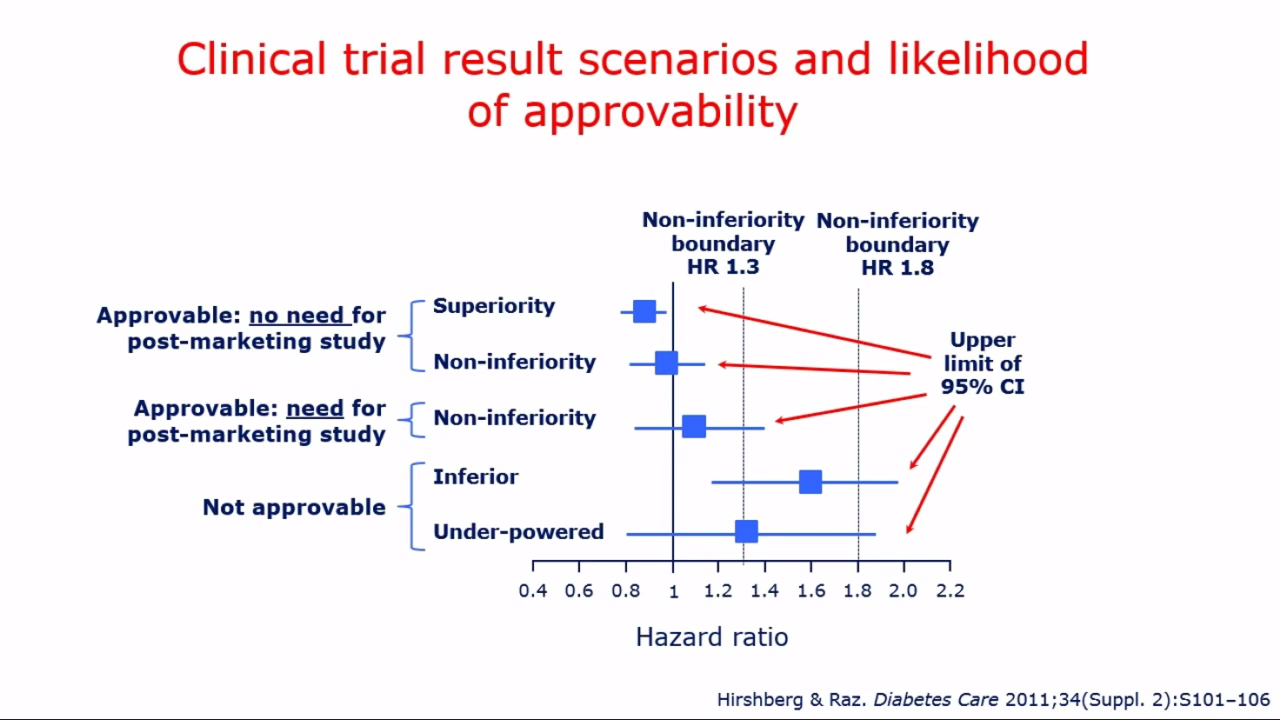 Clinical trial result scenarios and likelihood
of approvability
Non-inferiority
boundary
HR 1.3
Non-inferiority
boundary
HR 1.8
Approvable: no need for
post-marketing study
Superiority
Non-inferiority
Approvable: need for
post-marketing study
Non-inferiority
Not approvable
Inferior
Under-powered
Upper
limit of
95% CI
0.4 0.6 0.8 1 1.2 1.4 1.6 1.8 2.0 2.2
Hazard ratio
Hirshberg & Raz. Diabetes Care 2011;34(Suppl. 2):S101–106